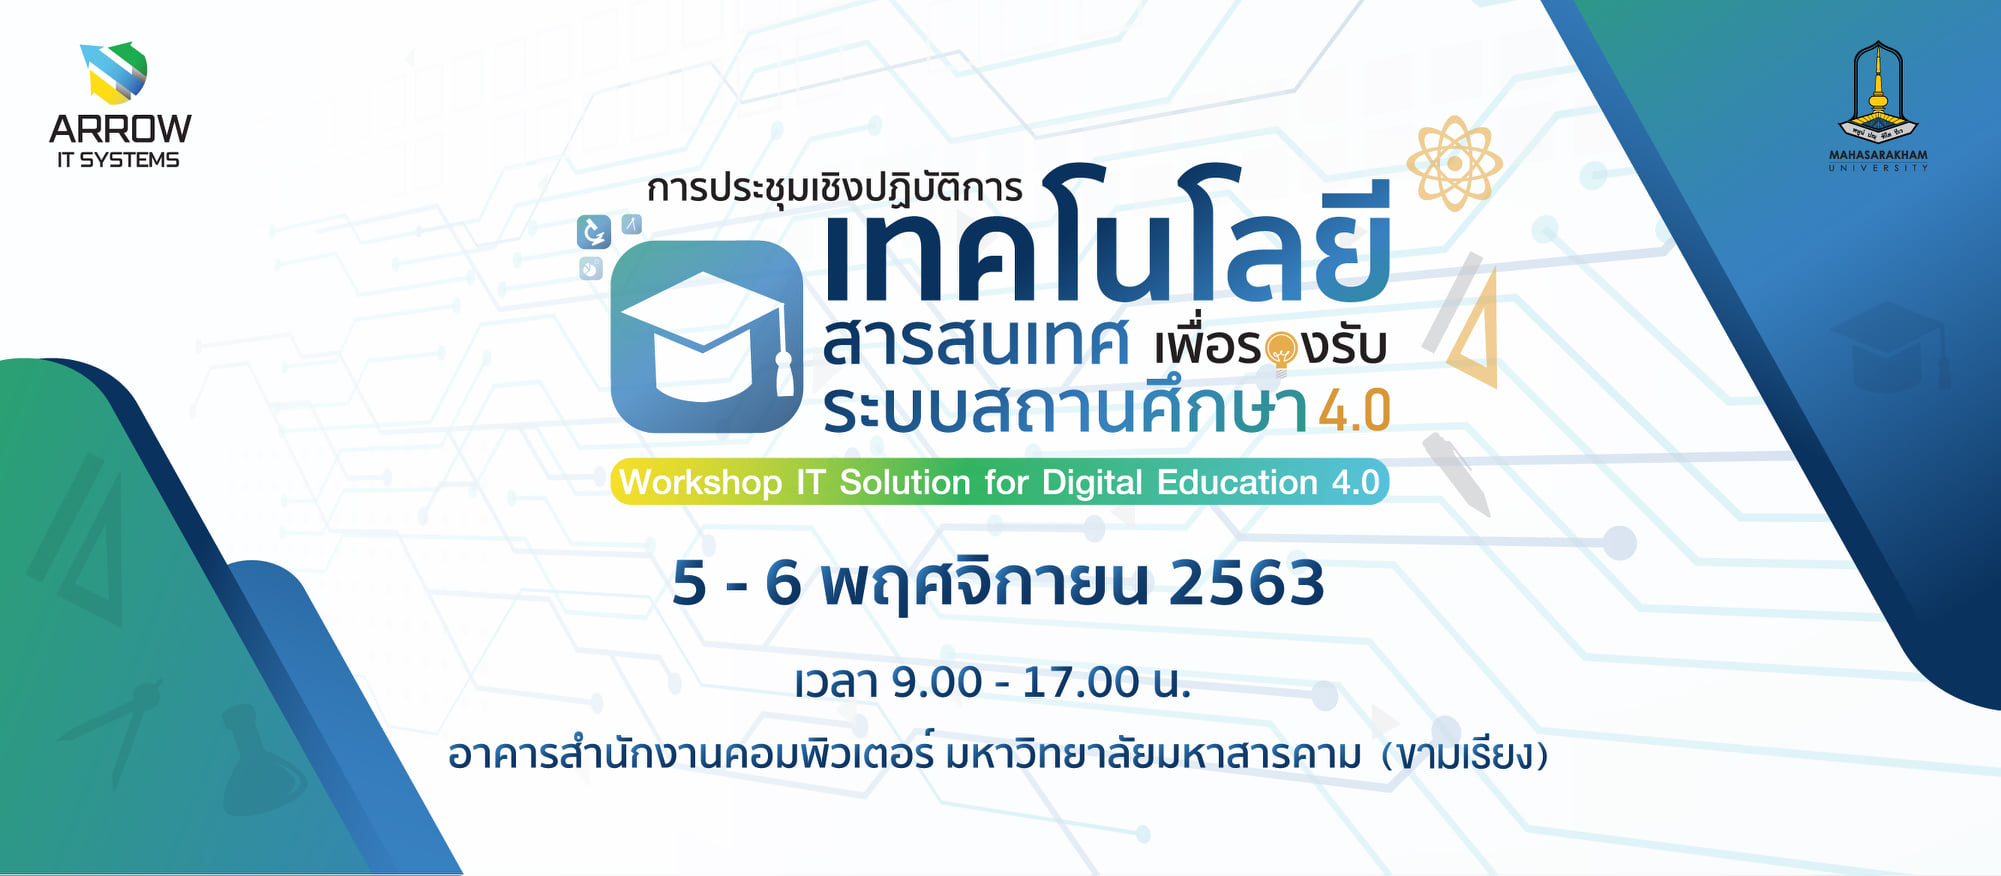 ARROW
IT SYSTEMS
MAHASARAKHAM
UNIVERSITY
การประชุมเชิงปฏิบัติการ
เทคโนโลยี
สารสนเทศ เพื่อรองรับ
ระบบสถานศึกษา 4.0
Workshop IT Solution for Digital Education 4.0
5 - 6 พฤศจิกายน 2563
เวลา 9.00 - 17.00 น.
อาคารสำนักงานคอมพิวเตอร์ มหาวิทยาลัยมหาสารคาม (ขามเรียง)